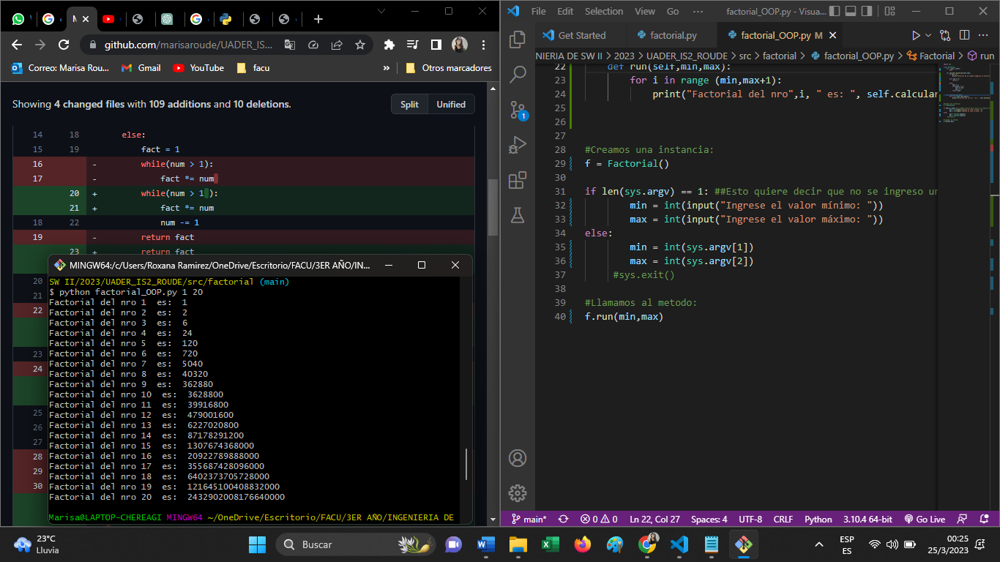 M
github.com/marisaroude/UADER_IS...
Correo: Marisa Rou...
Gmail
YouTube
facu
»
Otros marcadores
Showing 4 changed files with 109 additions and 10 deletions.
Split
Unified
14 18 else:
15 19 fact = 1
16 - while(num > 1):
17 - fact *= num
20 + while(num > 1 ):
21 + fact *= num
18 22 num -= 1
19 - return fact
23 + return fact
20
21
22
23
24
25
26
27
28
29
30
MINGW64:/c/Users/Roxana Ramirez/OneDrive/Escritorio/FACU/3ER AÑO/IN...
SW II/2023/UADER_IS2_ROUDE/src/factorial (main)
$ python factorial_OOP.py 1 20
Factorial del nro 1  es:  1
Factorial del nro 2  es:  2
Factorial del nro 3  es:  6
Factorial del nro 4  es:  24
Factorial del nro 5  es:  120
Factorial del nro 6  es:  720
Factorial del nro 7  es:  5040
Factorial del nro 8  es:  40320
Factorial del nro 9  es:  362880
Factorial del nro 10  es:  3628800
Factorial del nro 11  es:  39916800
Factorial del nro 12  es:  479001600
Factorial del nro 13  es:  6227020800
Factorial del nro 14  es:  87178291200
Factorial del nro 15  es:  1307674368000
Factorial del nro 16  es:  20922789888000
Factorial del nro 17  es:  355687428096000
Factorial del nro 18  es:  6402373705728000
Factorial del nro 19  es:  121645100408832000
Factorial del nro 20  es:  2432902008176640000
Marisa@LAPTOP-CHEREAGI MINGW64 ~/OneDrive/Escritorio/FACU/3ER AÑO/INGENIERIA DE
File Edit Selection View Go ··· factorial_OOP.py - Visua...
Get Started
factorial.py
factorial_OOP.py M
NIERIA DE SW II > 2023 > UADER_IS2_ROUDE > src > factorial > factorial_OOP.py > Factorial > run
1
22 def run(self,min,max):
23 for i in range (min,max+1):
24 print("Factorial del nro",i, " es: ", self.calcular
25
26
27
28 #Creamos una instancia:
29 f = Factorial()
30
31 if len(sys.argv) == 1: ##Esto quiere decir que no se ingreso un
32 min = int(input("Ingrese el valor mínimo: "))
33 max = int(input("Ingrese el valor máximo: "))
34 else:
35 min = int(sys.argv[1])
36 max = int(sys.argv[2])
37 #sys.exit()
38
39 #Llamamos al metodo:
40 f.run(min,max)
main* 0 0 Ln 22, Col 27 Spaces: 4 UTF-8 CRLF Python 3.10.4 64-bit Go Live
23°C
Lluvia
Buscar
ESP
ES
00:25
25/3/2023